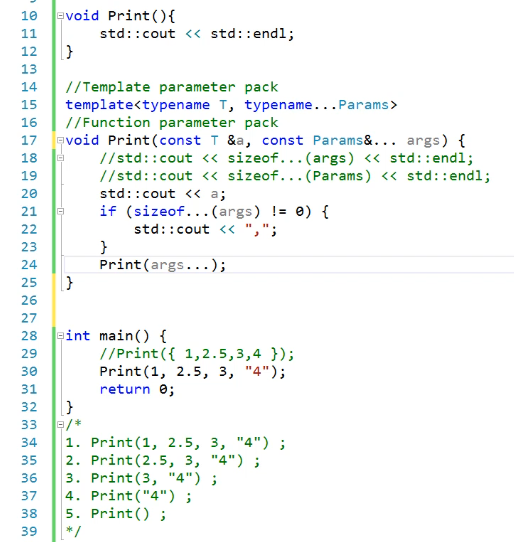 10 void Print(){
11     std::cout << std::endl;
12 }
13
14 //Template parameter pack
15 template<typename T, typename...Params>
16 //Function parameter pack
17 void Print(const T &a, const Params&... args) {
18     //std::cout << sizeof...(args) << std::endl;
19     //std::cout << sizeof...(Params) << std::endl;
20     std::cout << a;
21     if (sizeof...(args) != 0) {
22         std::cout << ",";
23     }
24     Print(args...);
25 }
26
27
28 int main() {
29     //Print({ 1,2.5,3,4 });
30     Print(1, 2.5, 3, "4");
31     return 0;
32 }
33 /*
34 1. Print(1, 2.5, 3, "4") ;
35 2. Print(2.5, 3, "4") ;
36 3. Print(3, "4") ;
37 4. Print("4") ;
38 5. Print() ;
39 */